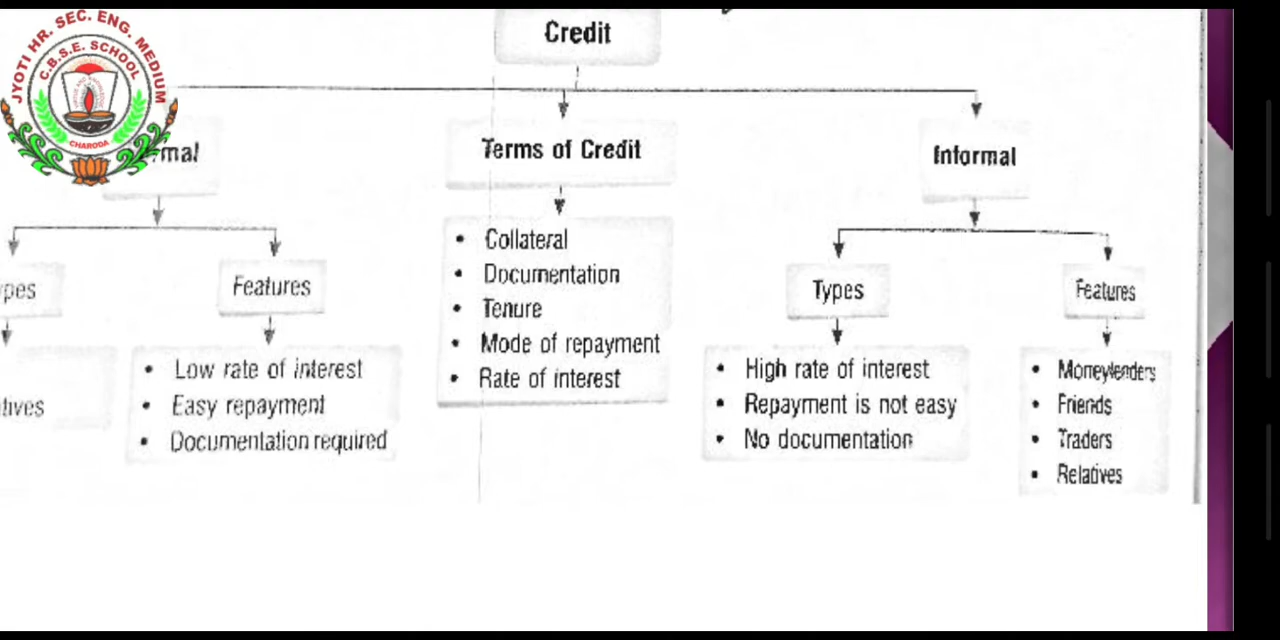 JYOTI HR. SEC. ENG. MEDIUM
C.B.S.E. SCHOOL
CHARODA
Credit
Terms of Credit
Informal
Features
Types
Features
• Collateral
• Documentation
• Tenure
• Mode of repayment
• Rate of interest
• Low rate of interest
• Easy repayment
• Documentation required
• High rate of interest
• Repayment is not easy
• No documentation
• Moneylenders
• Friends
• Traders
• Relatives